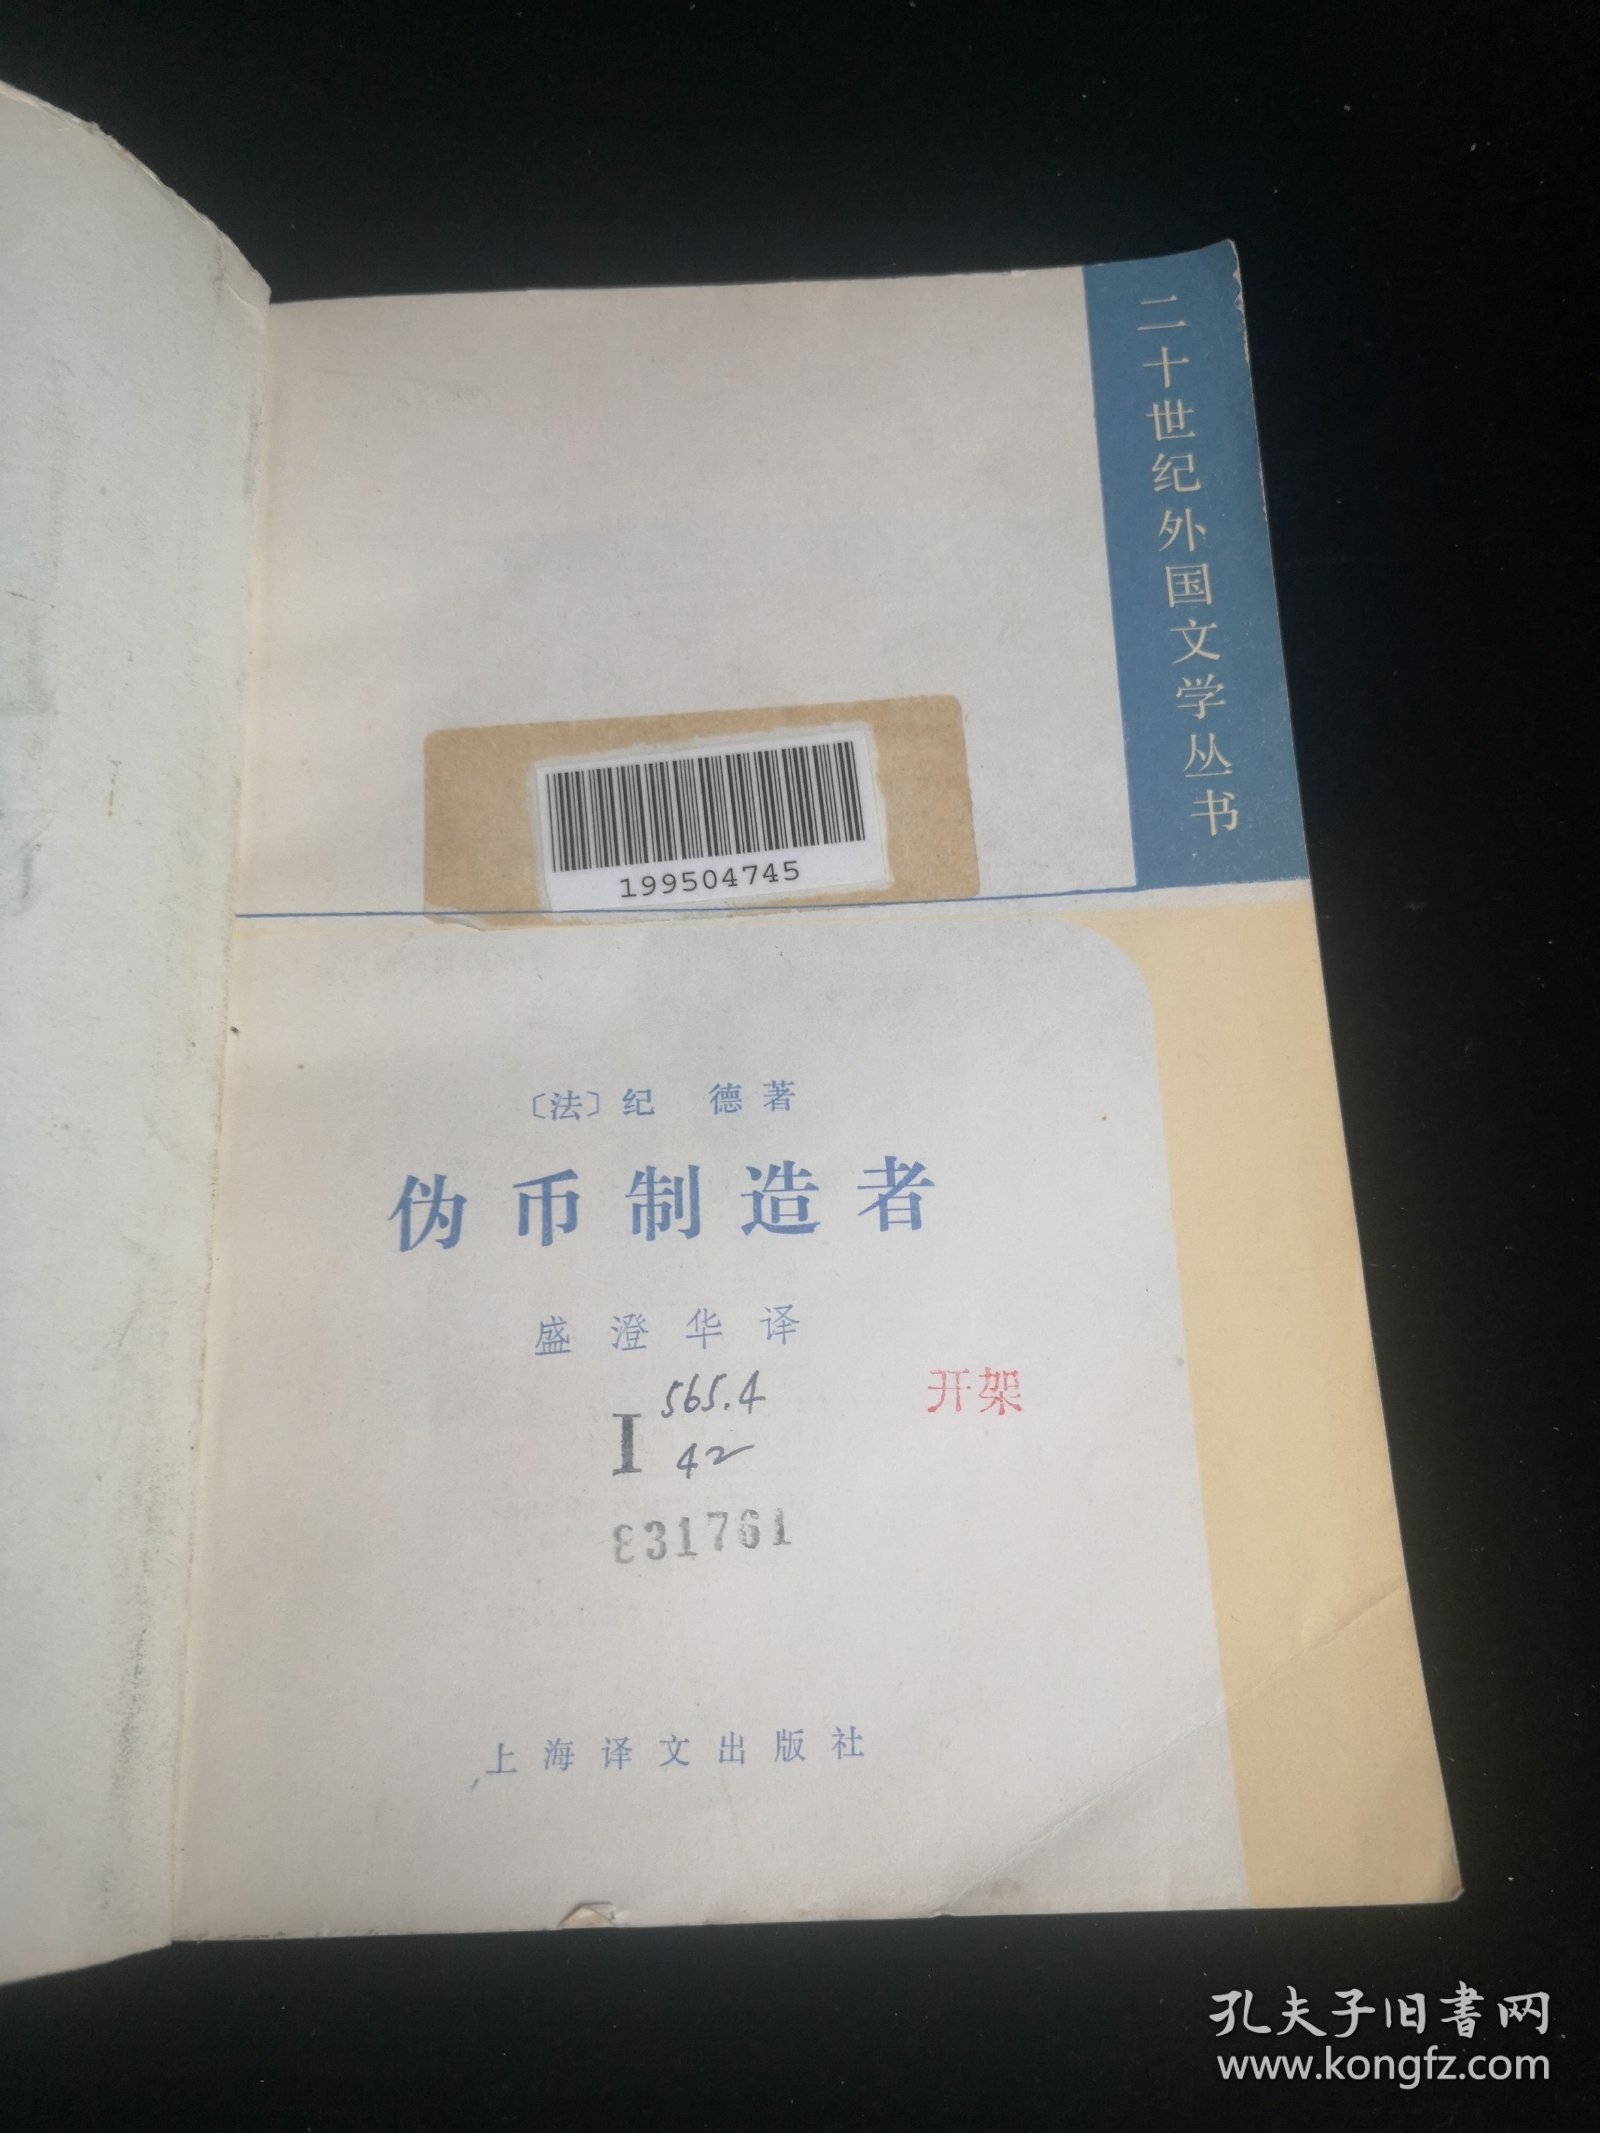 二十世纪外国文学丛书
199504745
〔法〕纪 德著
伪币制造者
盛澄华译
I 565.4
42
开架
831761
上海译文出版社
孔夫子旧書网
www.kongfz.com